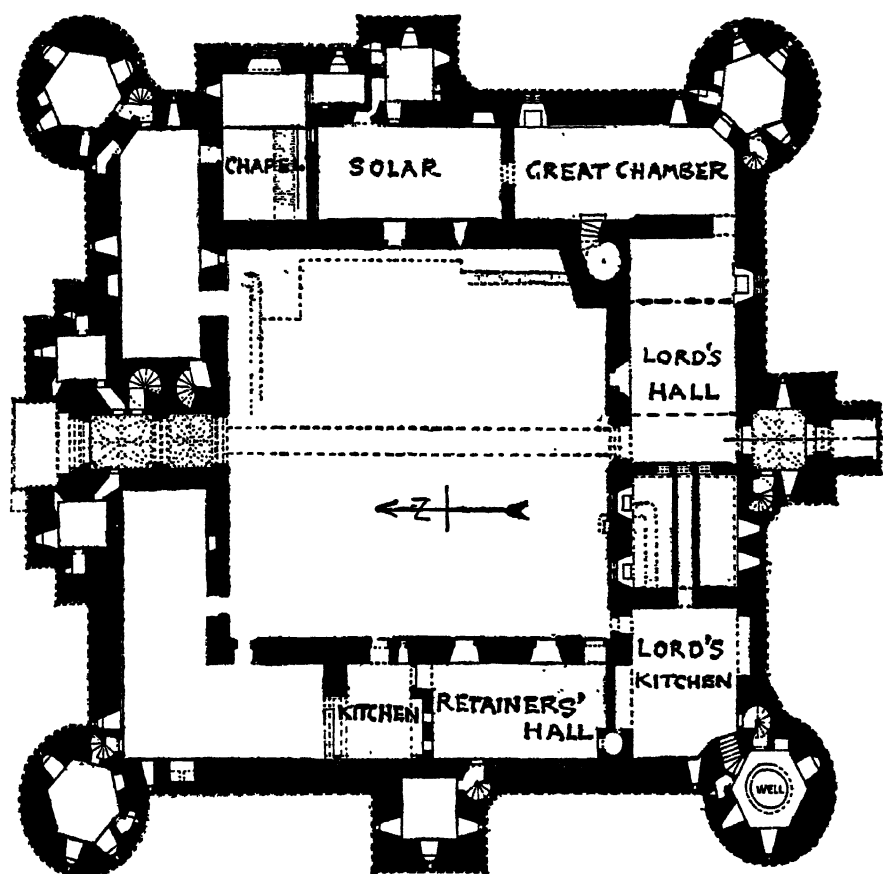 CHAPEL
SOLAR
GREAT CHAMBER
LORD'S
HALL
N
LORD'S
KITCHEN
KITCHEN
RETAINERS'
HALL
WELL